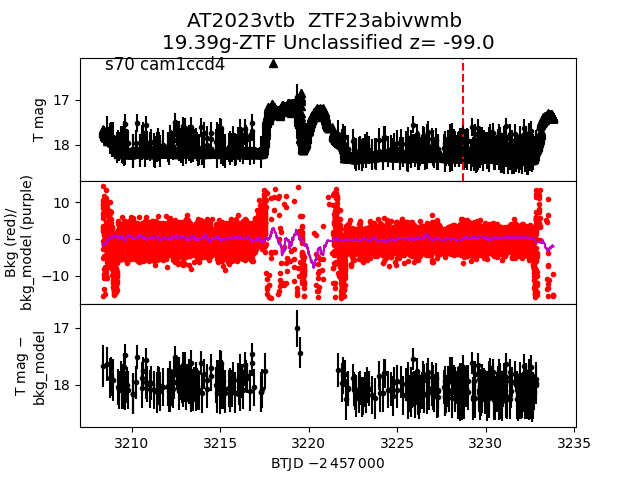 AT2023vtb ZTF23abivwmb
19.39g-ZTF Unclassified z= -99.0
s70 cam1ccd4
T mag
17
18
Bkg (red)/
bkg_model (purple)
10
0
−10
T mag −
bkg_model
17
18
3210 3215 3220 3225 3230 3235
BTJD −2 457 000